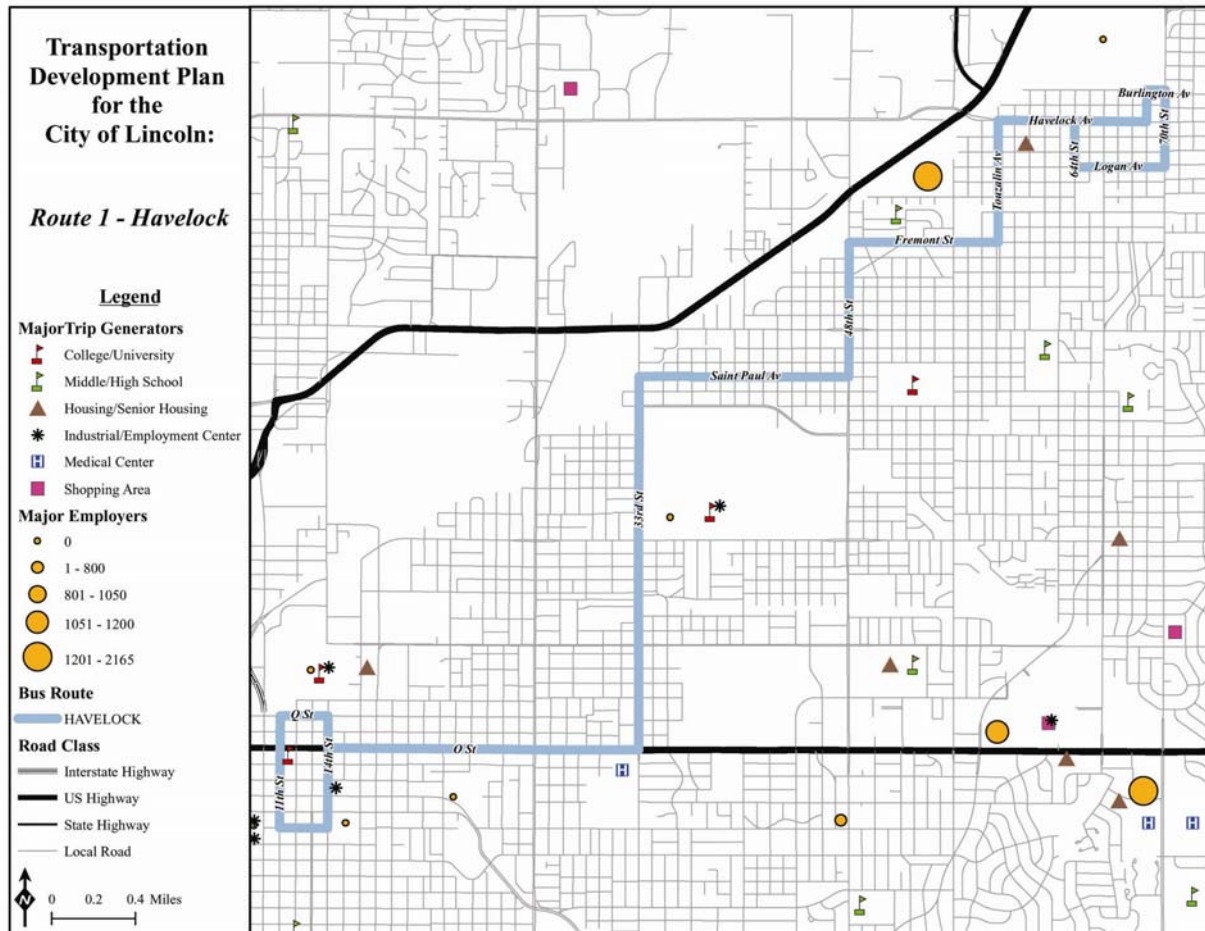 Transportation
Development Plan
for the
City of Lincoln:
Route 1 - Havelock
Legend
MajorTrip Generators
College/University
Middle/High School
Housing/Senior Housing
Industrial/Employment Center
H Medical Center
Shopping Area
Major Employers
0
1 - 800
801 - 1050
1051 - 1200
1201 - 2165
Bus Route
HAVELOCK
Road Class
Interstate Highway
US Highway
State Highway
Local Road
N
0 0.2 0.4 Miles
Burlington Av
Havelock Av
70th St
64th St
Logan Av
Touzalin Av
Fremont St
48th St
Saint Paul Av
33rd St
Q St
14th St
O St
11th St
H
H
H